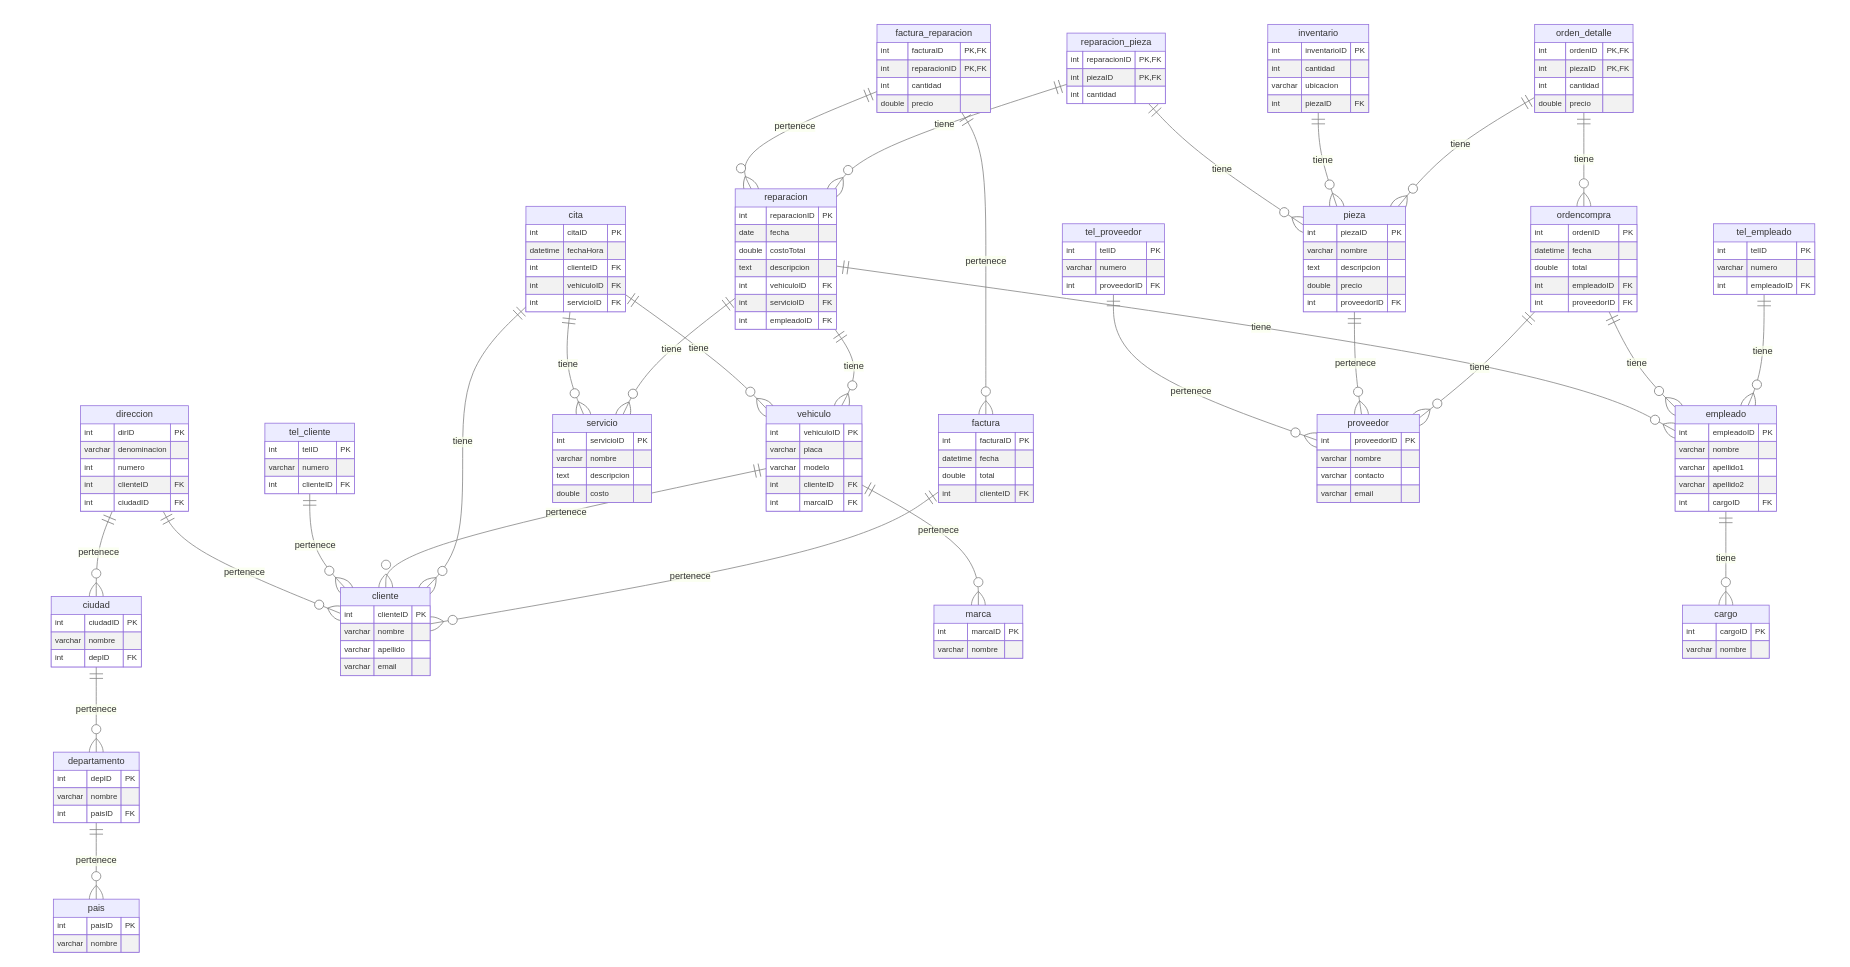 factura_reparacion
int facturaID PK,FK
int reparacionID PK,FK
int cantidad
double precio
reparacion_pieza
int reparacionID PK,FK
int piezaID PK,FK
int cantidad
inventario
int inventarioID PK
int cantidad
varchar ubicacion
int piezaID FK
orden_detalle
int ordenID PK,FK
int piezaID PK,FK
int cantidad
double precio
pertenece
tiene
tiene
tiene
tiene
tiene
pertenece
cita
int citaID PK
datetime fechaHora
int clienteID FK
int vehiculoID FK
int servicioID FK
reparacion
int reparacionID PK
date fecha
double costoTotal
text descripcion
int vehiculoID FK
int servicioID FK
int empleadoID FK
tel_proveedor
int telID PK
varchar numero
int proveedorID FK
pieza
int piezaID PK
varchar nombre
text descripcion
double precio
int proveedorID FK
ordencompra
int ordenID PK
datetime fecha
double total
int empleadoID FK
int proveedorID FK
tel_empleado
int telID PK
varchar numero
int empleadoID FK
tiene
tiene
tiene
tiene
tiene
tiene
pertenece
tiene
tiene
tiene
pertenece
direccion
int dirID PK
varchar denominacion
int numero
int clienteID FK
int ciudadID FK
tel_cliente
int telID PK
varchar numero
int clienteID FK
servicio
int servicioID PK
varchar nombre
text descripcion
double costo
vehiculo
int vehiculoID PK
varchar placa
varchar modelo
int clienteID FK
int marcaID FK
factura
int facturaID PK
datetime fecha
double total
int clienteID FK
proveedor
int proveedorID PK
varchar nombre
varchar contacto
varchar email
empleado
int empleadoID PK
varchar nombre
varchar apellido1
varchar apellido2
int cargoID FK
pertenece
pertenece
pertenece
pertenece
pertenece
pertenece
tiene
ciudad
int ciudadID PK
varchar nombre
int depID FK
cliente
int clienteID PK
varchar nombre
varchar apellido
varchar email
marca
int marcaID PK
varchar nombre
cargo
int cargoID PK
varchar nombre
pertenece
departamento
int depID PK
varchar nombre
int paisID FK
pertenece
pais
int paisID PK
varchar nombre